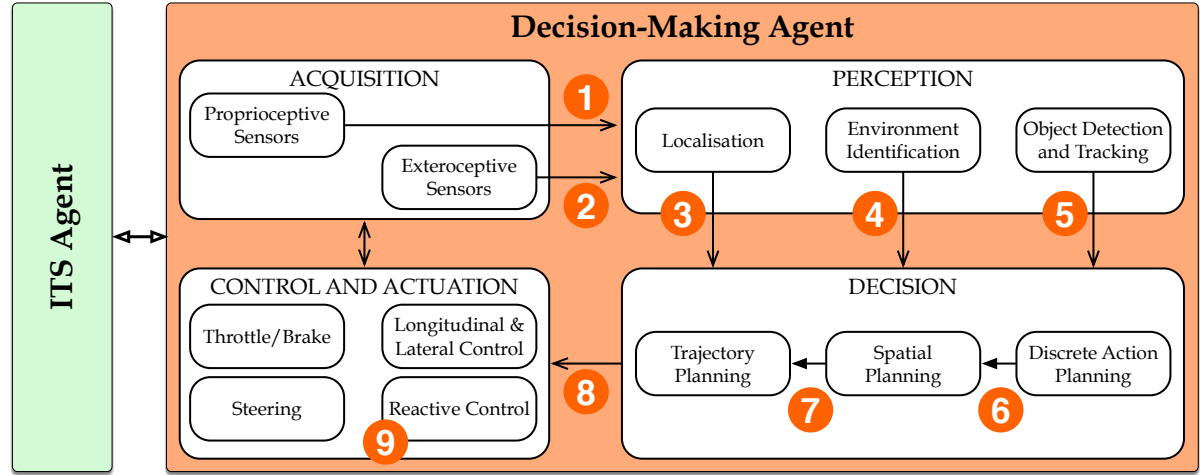 ITS Agent
Decision-Making Agent
ACQUISITION
Proprioceptive
Sensors
Exteroceptive
Sensors
1
2
PERCEPTION
Localisation
Environment
Identification
Object Detection
and Tracking
3
4
5
CONTROL AND ACTUATION
Throttle/Brake
Longitudinal &
Lateral Control
Steering
Reactive Control
9
8
DECISION
Trajectory
Planning
Spatial
Planning
Discrete Action
Planning
7
6